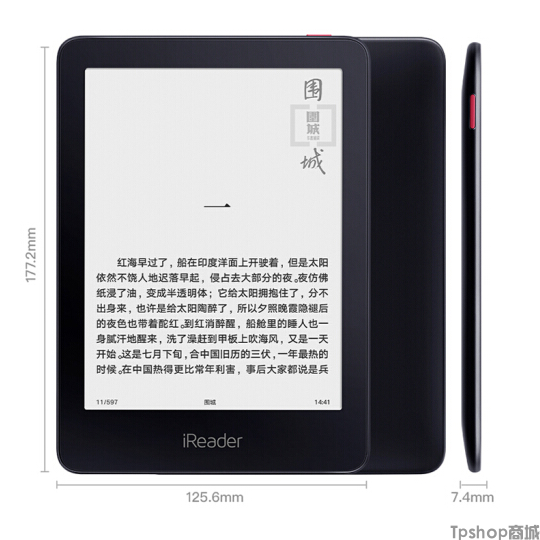 围
圍城
城
一
红海早过了，船在印度洋面上开驶着，但是太阳
依然不饶人地迟落早起，侵占去大部分的夜。夜仿佛
纸浸了油，变成半透明体；它给太阳拥抱住了，分不
出身来，也许是给太阳陶醉了，所以夕照晚霞隐褪后
的夜色也带着酡红。到红消醉醒，船舱里的睡人也一
身腻汗地醒来，洗了澡赶到甲板上吹海风，又是一天
开始。这是七月下旬，合中国旧历的三伏，一年最热的
时候。在中国热得更比常年利害，事后大家都说是兵
11/597 围城 14:41
iReader
177.2mm
125.6mm
7.4mm
Tpshop商城